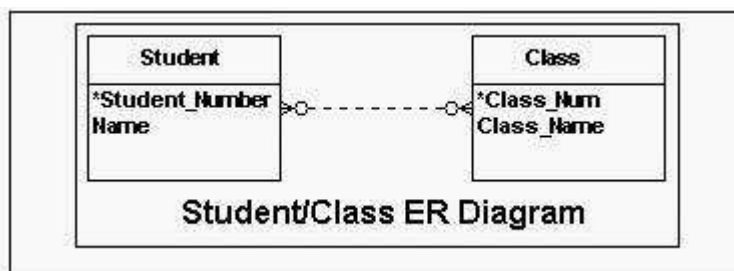 Student
*Student_Number
Name
Class
*Class_Num
Class_Name
Student/Class ER Diagram